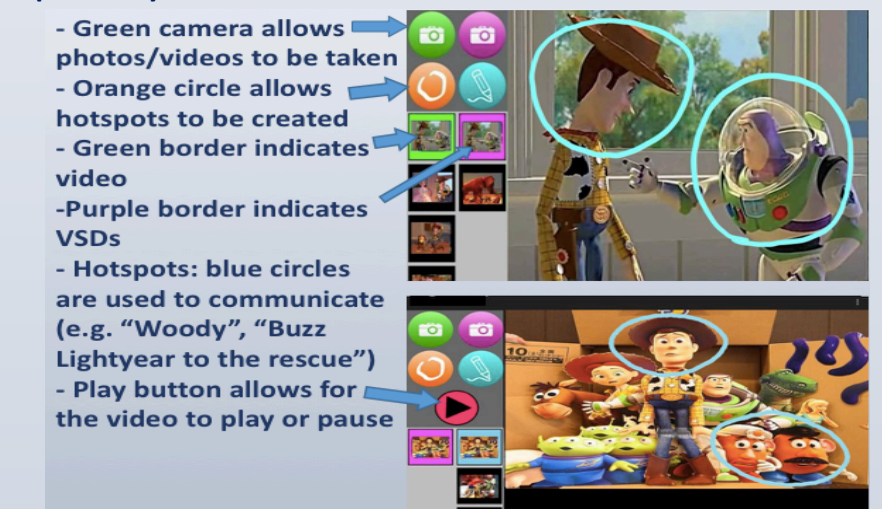 - Green camera allows
photos/videos to be taken
- Orange circle allows
hotspots to be created
- Green border indicates
video
-Purple border indicates
VSDs
- Hotspots: blue circles
are used to communicate
(e.g. “Woody”, “Buzz
Lightyear to the rescue”)
- Play button allows for
the video to play or pause
10